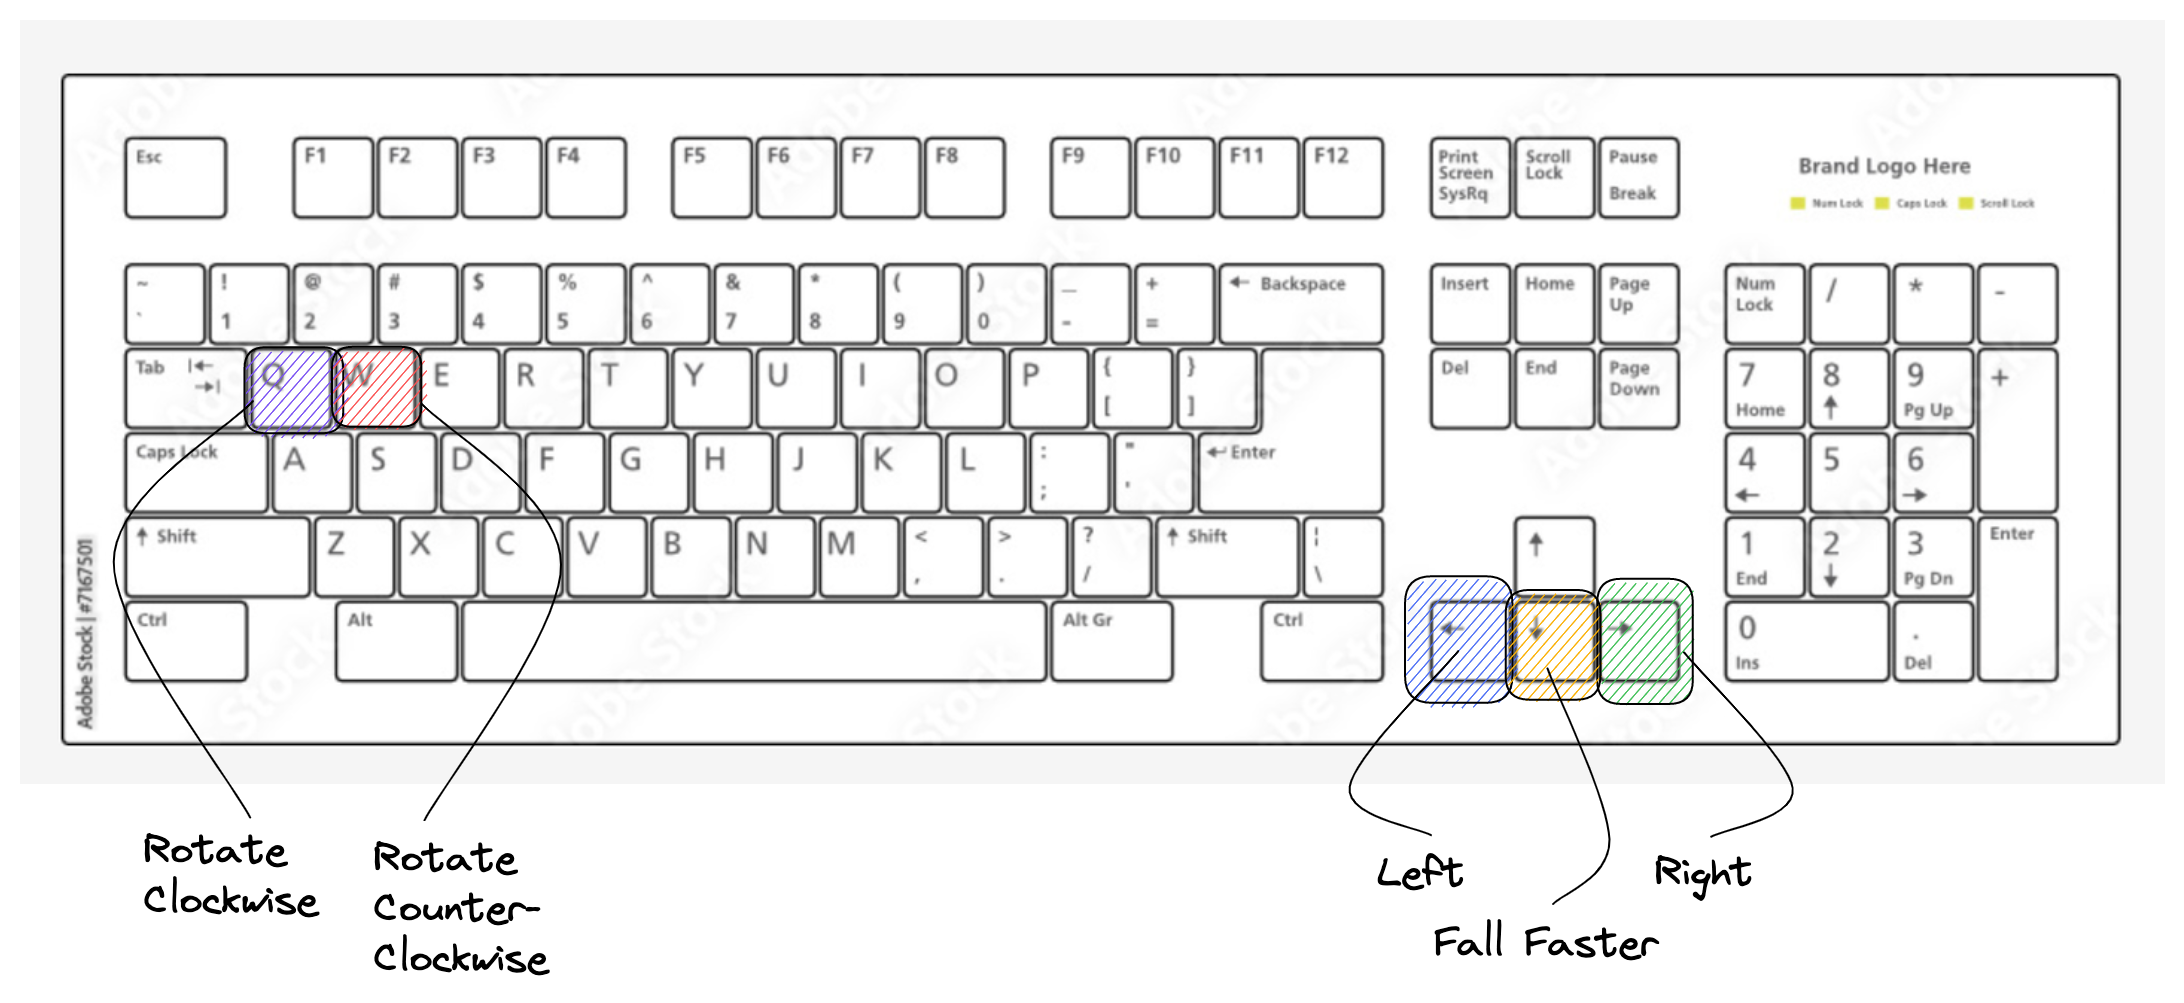 Esc F1 F2 F3 F4 F5 F6 F7 F8 F9 F10 F11 F12 Print Scroll Pause
Screen Lock
SysRq Break
Brand Logo Here
Num Lock Caps Lock Scroll Lock
~ ! @ # $ % ^ & * ( ) _ + ← Backspace Insert Home Page Num / * -
Up Lock
` 1 2 3 4 5 6 7 8 9 0 - =
Tab |← Q W E R T Y U I O P { } Del End Page 7 8 9 +
→| Down
[ ] Home ↑ Pg Up
Caps Lock A S D F G H J K L : " ↵ Enter 4 5 6
; ' ← →
↑ Shift Z X C V B N M < > ? ↑ Shift ¦ ↑ 1 2 3 Enter
, . / \ End ↓ Pg Dn
Ctrl Alt Alt Gr Ctrl ← ↓ → 0 .
Ins Del
Adobe Stock | #7167501
Rotate
Clockwise
Rotate
Counter-
Clockwise
Left
Fall Faster
Right